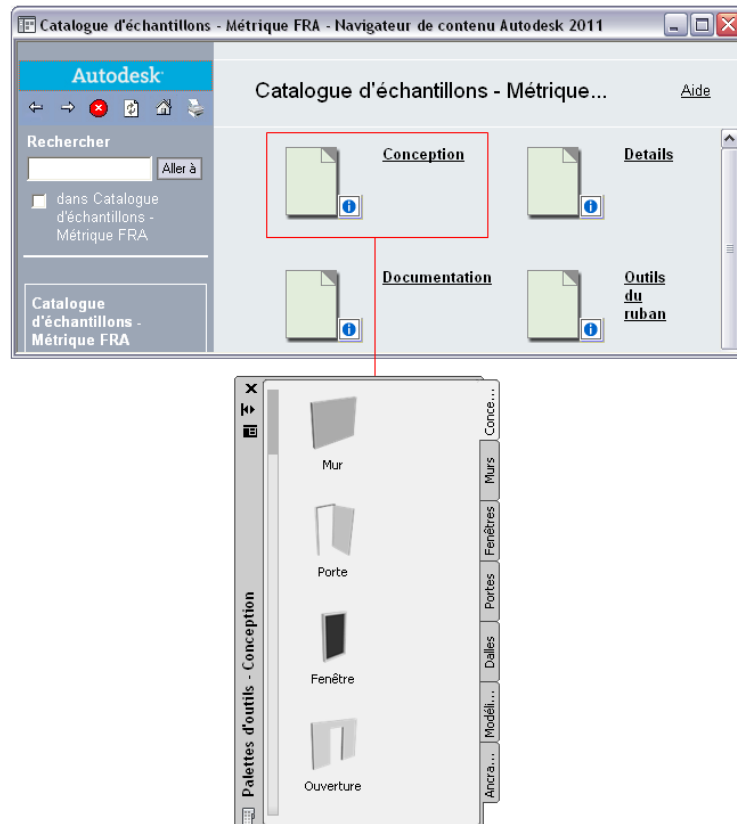 Catalogue d'échantillons - Métrique FRA - Navigateur de contenu Autodesk 2011
Autodesk
Rechercher
Aller à
dans Catalogue
d'échantillons -
Métrique FRA
Catalogue
d'échantillons -
Métrique FRA
Catalogue d'échantillons - Métrique...
Aide
Conception
Details
Documentation
Outils
du
ruban
Palettes d'outils - Conception
Mur
Porte
Fenêtre
Ouverture
Conce...
Murs
Fenêtres
Portes
Dalles
Modéli...
Ancra...